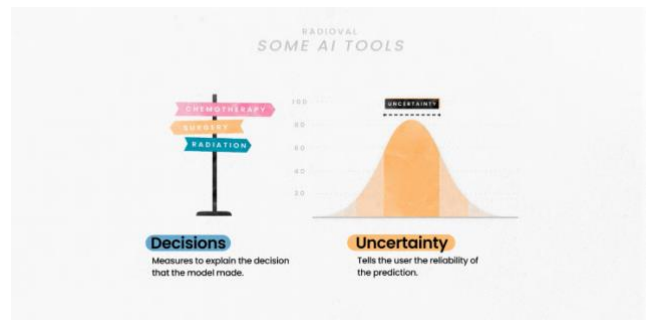 RADIOVAL
SOME AI TOOLS
CHEMOTHERAPY
SURGERY
RADIATION
100
80
60
40
20
UNCERTAINTY
Decisions
Measures to explain the decision
that the model made.
Uncertainty
Tells the user the reliability of
the prediction.